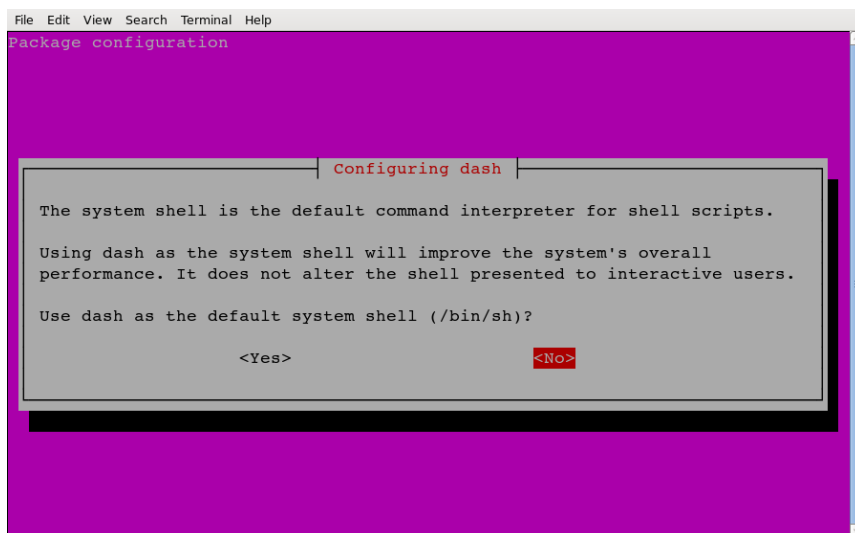 File Edit View Search Terminal Help
Package configuration
Configuring dash
The system shell is the default command interpreter for shell scripts.
Using dash as the system shell will improve the system's overall
performance. It does not alter the shell presented to interactive users.
Use dash as the default system shell (/bin/sh)?
<Yes> <No>